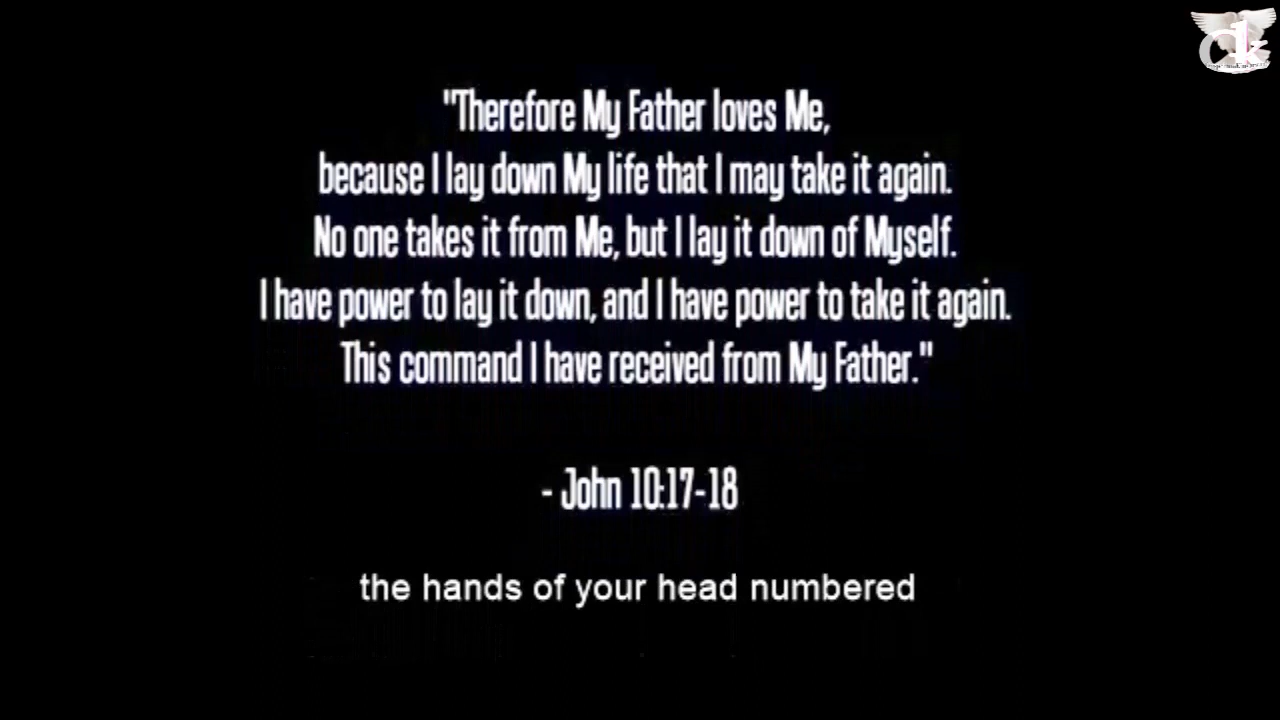 "Therefore My Father loves Me,
because I lay down My life that I may take it again.
No one takes it from Me, but I lay it down of Myself.
I have power to lay it down, and I have power to take it again.
This command I have received from My Father."
- John 10:17-18
the hands of your head numbered